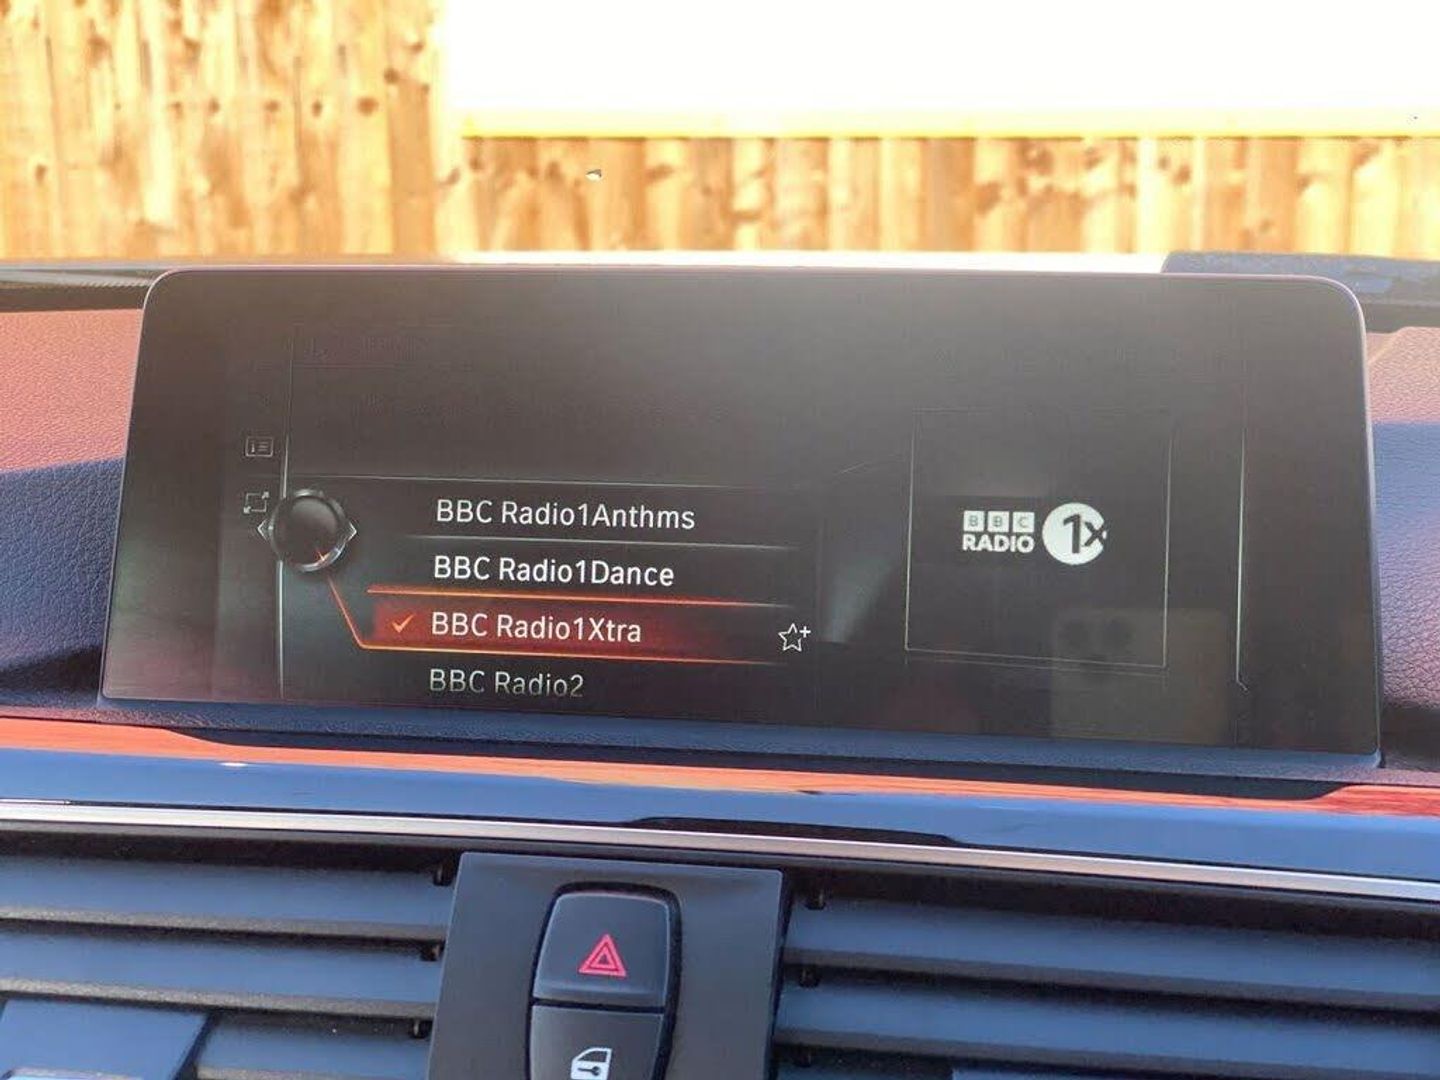 BBC Radio1Anthms
BBC Radio1Dance
BBC Radio1Xtra
BBC Radio2
BBC
RADIO 1x